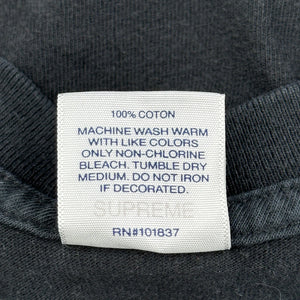 100% COTON
MACHINE WASH WARM
WITH LIKE COLORS
ONLY NON-CHLORINE
BLEACH. TUMBLE DRY
MEDIUM. DO NOT IRON
IF DECORATED.
SUPREME
RN#101837